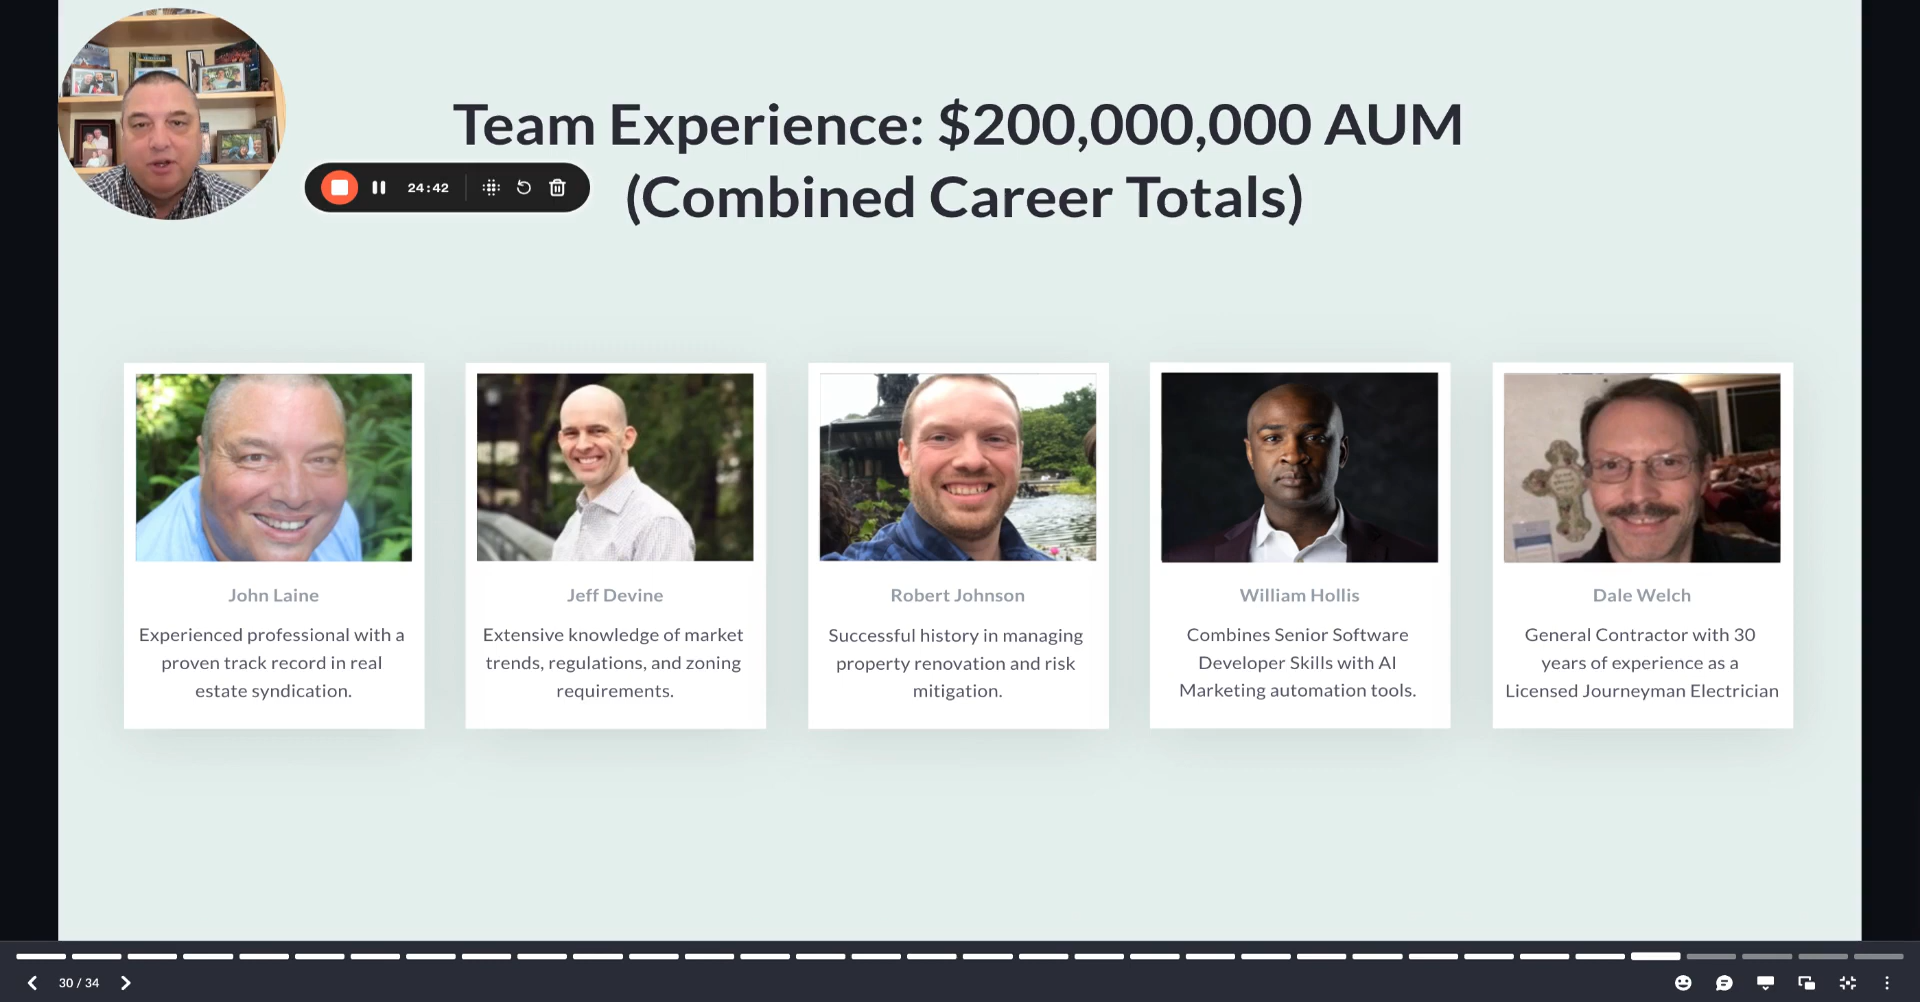 Team Experience: $200,000,000 AUM
(Combined Career Totals)
24:42
John Laine
Experienced professional with a
proven track record in real
estate syndication.
Jeff Devine
Extensive knowledge of market
trends, regulations, and zoning
requirements.
Robert Johnson
Successful history in managing
property renovation and risk
mitigation.
William Hollis
Combines Senior Software
Developer Skills with AI
Marketing automation tools.
Dale Welch
General Contractor with 30
years of experience as a
Licensed Journeyman Electrician
30 / 34